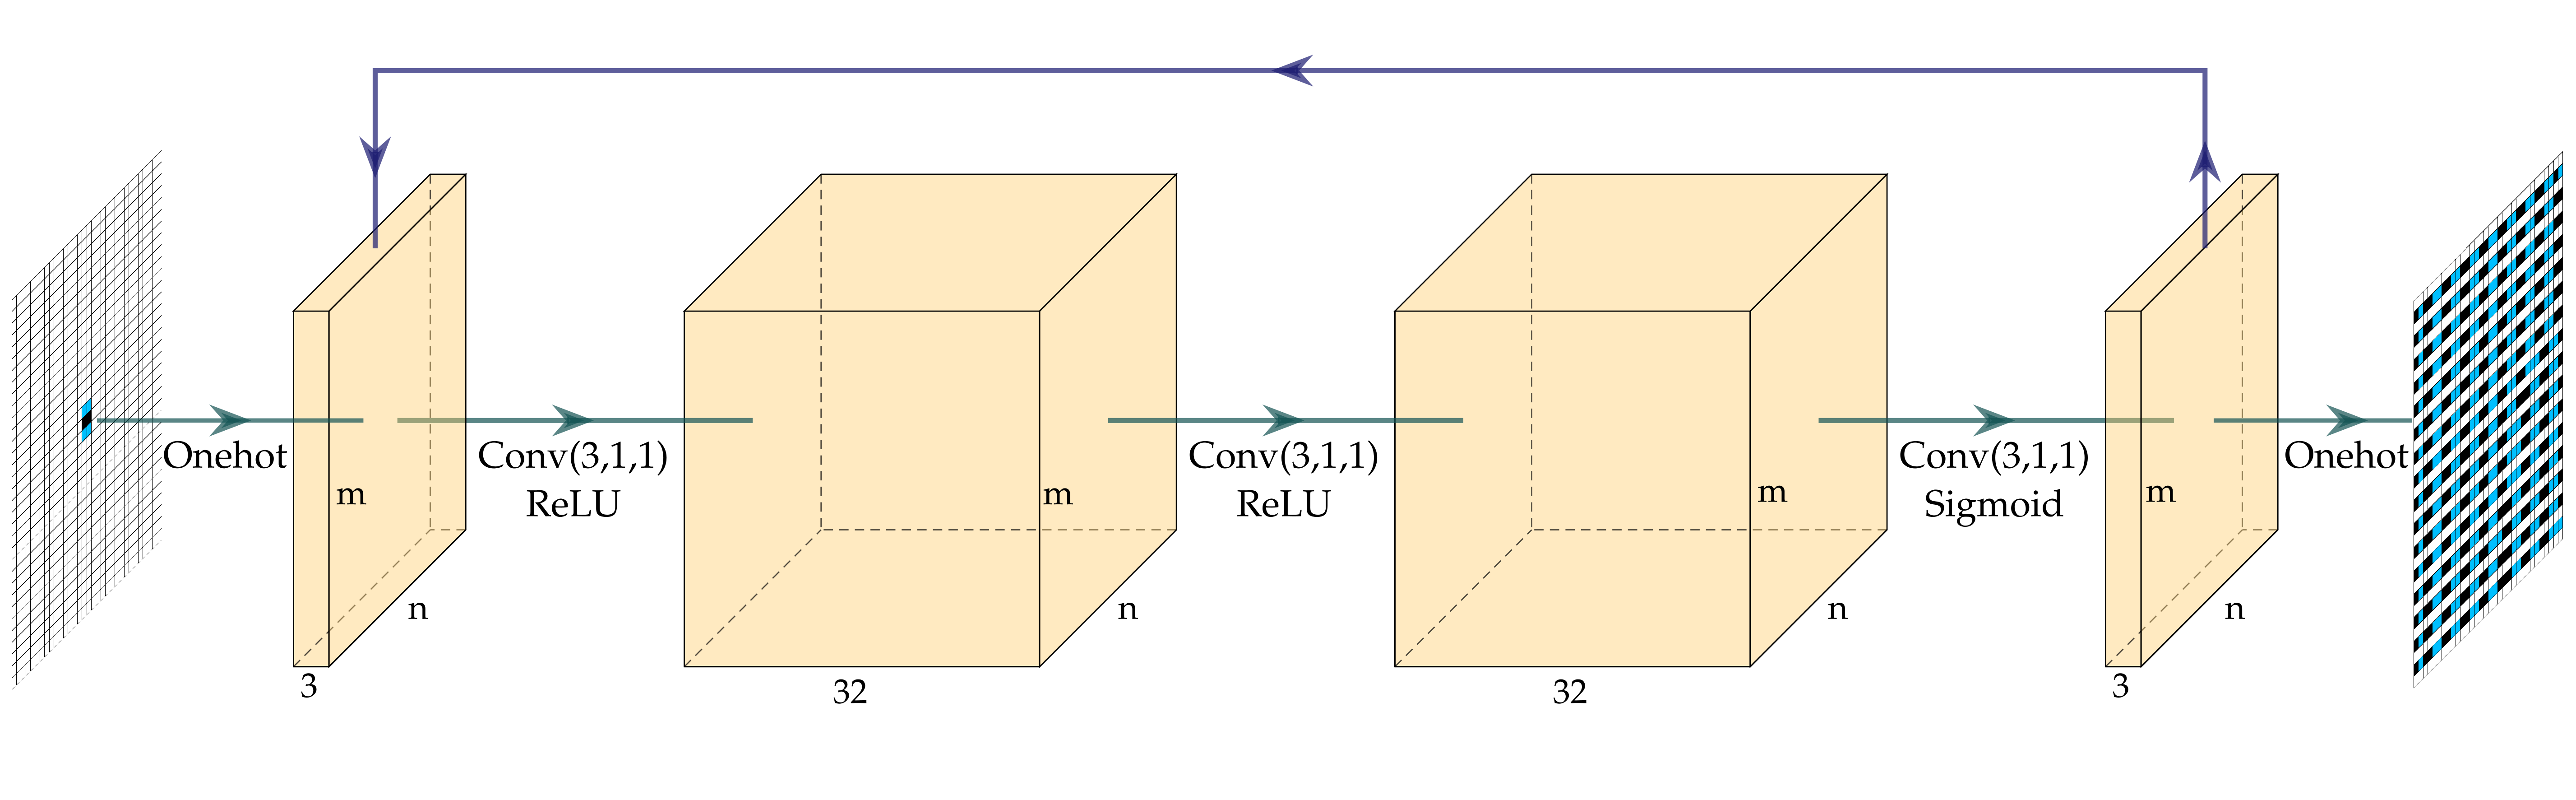 Onehot
m
n
3
Conv(3,1,1)
ReLU
m
n
32
Conv(3,1,1)
ReLU
m
n
32
Conv(3,1,1)
Sigmoid
m
n
3
Onehot